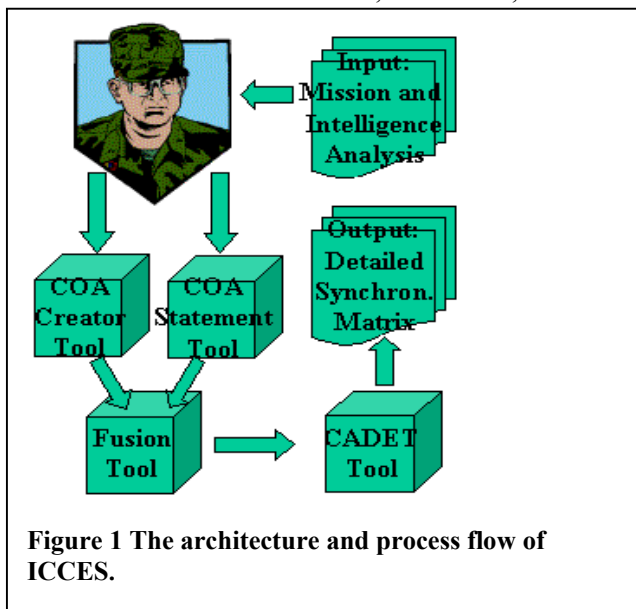 Input:
Mission and
Intelligence
Analysis
COA
Creator
Tool
COA
Statement
Tool
Output:
Detailed
Synchron.
Matrix
Fusion
Tool
CADET
Tool
Figure 1 The architecture and process flow of
ICCES.